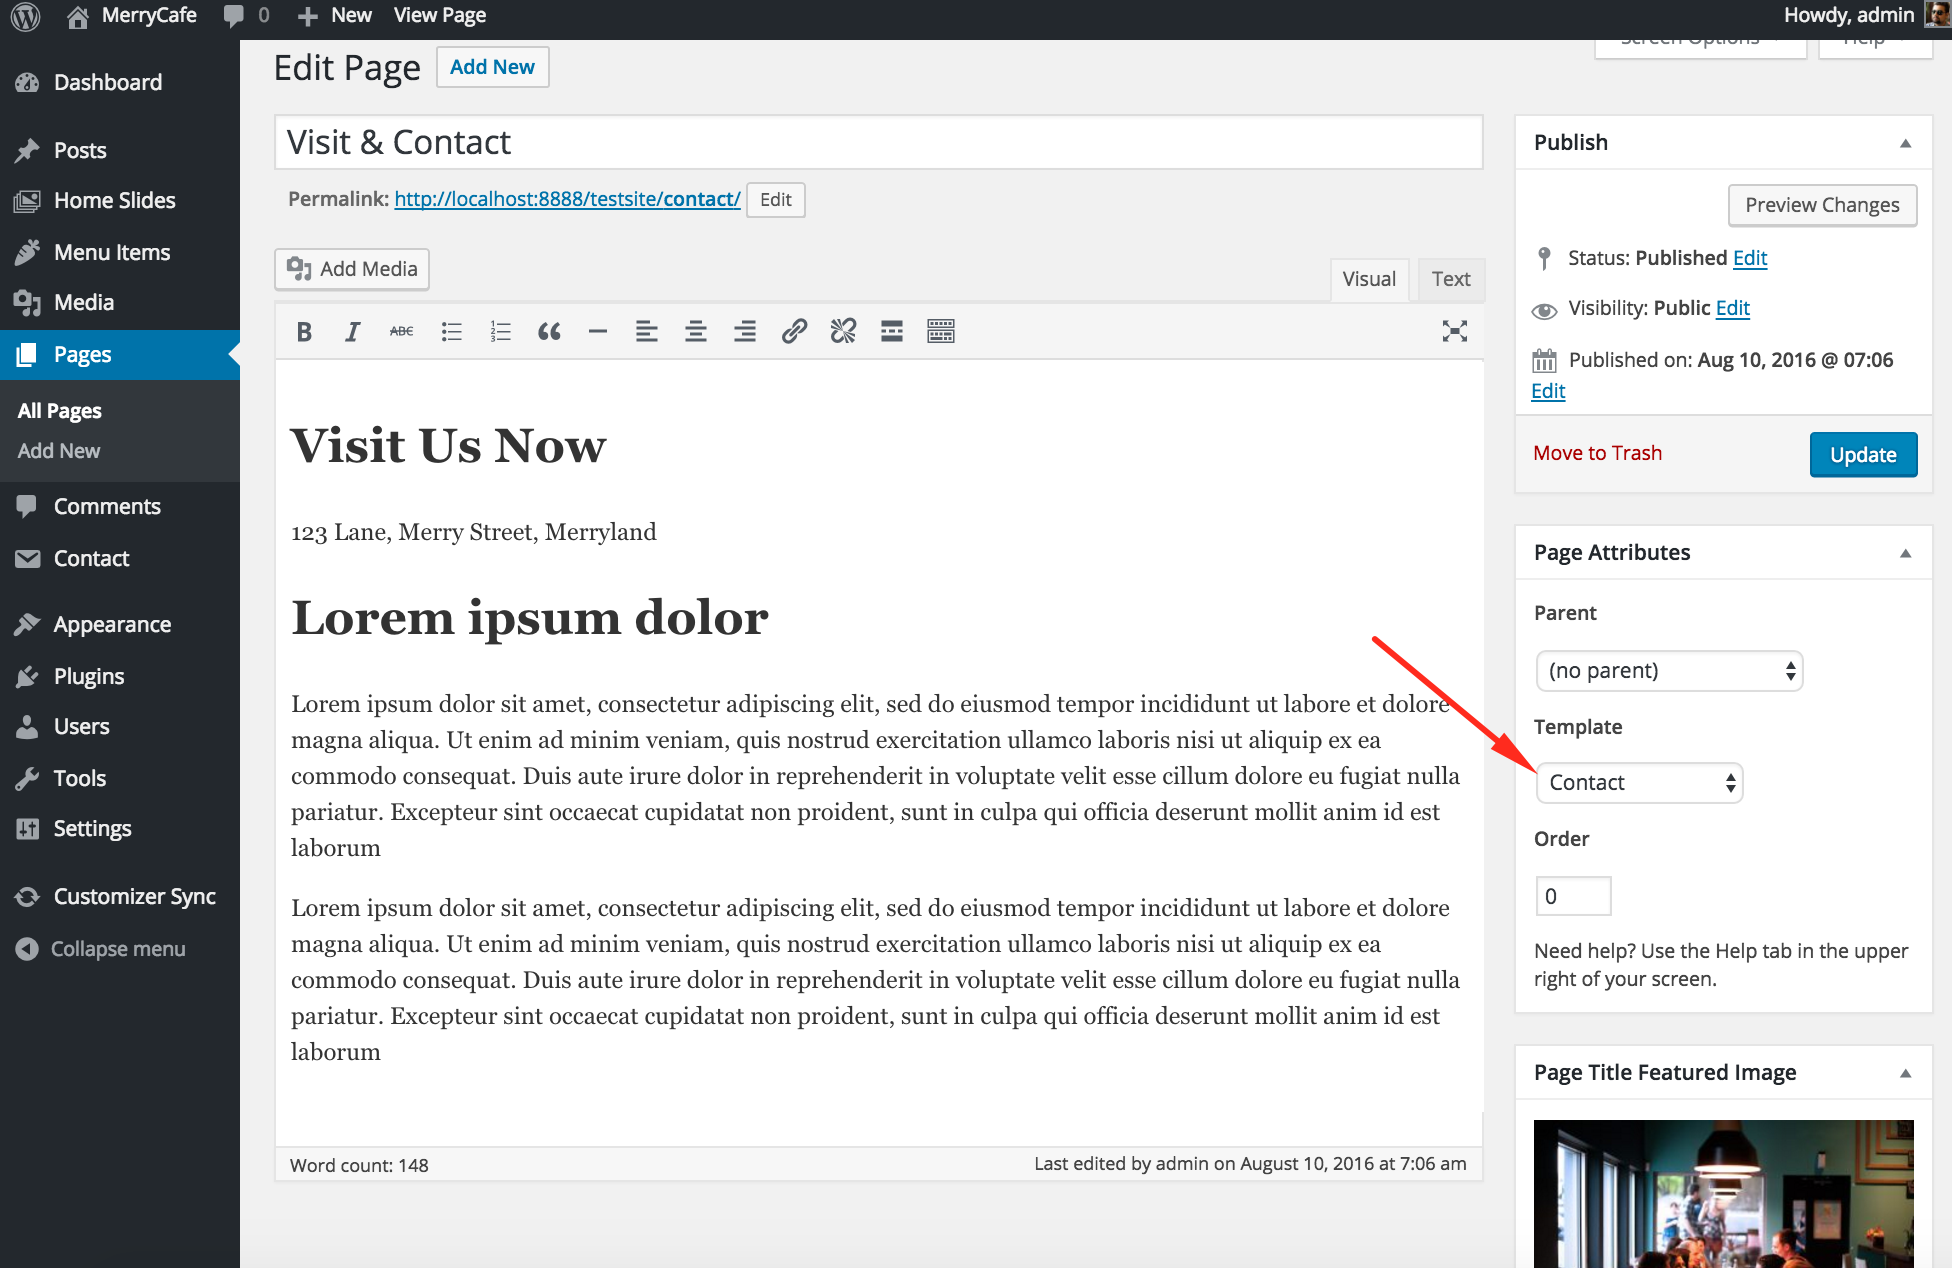 MerryCafe 0 New View Page Howdy, admin
Screen Options Help
Edit Page Add New
Dashboard
Posts
Home Slides
Menu Items
Media
Pages
All Pages
Add New
Comments
Contact
Appearance
Plugins
Users
Tools
Settings
Customizer Sync
Collapse menu
Visit & Contact
Permalink: http://localhost:8888/testsite/contact/ Edit
Add Media
Visual Text
B I ABC
Visit Us Now
123 Lane, Merry Street, Merryland
Lorem ipsum dolor
Lorem ipsum dolor sit amet, consectetur adipiscing elit, sed do eiusmod tempor incididunt ut labore et dolore
magna aliqua. Ut enim ad minim veniam, quis nostrud exercitation ullamco laboris nisi ut aliquip ex ea
commodo consequat. Duis aute irure dolor in reprehenderit in voluptate velit esse cillum dolore eu fugiat nulla
pariatur. Excepteur sint occaecat cupidatat non proident, sunt in culpa qui officia deserunt mollit anim id est
laborum
Lorem ipsum dolor sit amet, consectetur adipiscing elit, sed do eiusmod tempor incididunt ut labore et dolore
magna aliqua. Ut enim ad minim veniam, quis nostrud exercitation ullamco laboris nisi ut aliquip ex ea
commodo consequat. Duis aute irure dolor in reprehenderit in voluptate velit esse cillum dolore eu fugiat nulla
pariatur. Excepteur sint occaecat cupidatat non proident, sunt in culpa qui officia deserunt mollit anim id est
laborum
Word count: 148
Last edited by admin on August 10, 2016 at 7:06 am
Publish
Preview Changes
Status: Published Edit
Visibility: Public Edit
Published on: Aug 10, 2016 @ 07:06
Edit
Move to Trash
Update
Page Attributes
Parent
(no parent)
Template
Contact
Order
0
Need help? Use the Help tab in the upper
right of your screen.
Page Title Featured Image